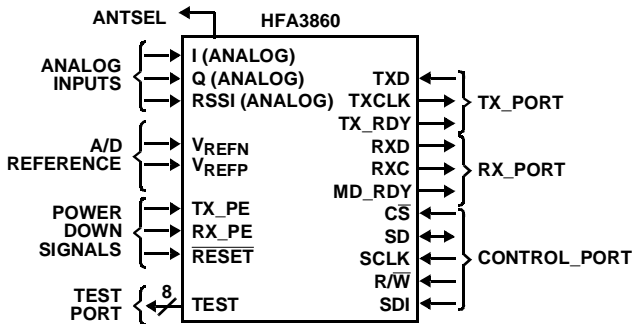 ANTSEL
HFA3860
ANALOG
INPUTS
I (ANALOG)
Q (ANALOG)
RSSI (ANALOG)
A/D
REFERENCE
VREFN
VREFP
POWER
DOWN
SIGNALS
TX_PE
RX_PE
RESET
TEST
PORT
8
TEST
TXD
TXCLK
TX_RDY
TX_PORT
RXD
RXC
MD_RDY
RX_PORT
CS
SD
SCLK
R/W
SDI
CONTROL_PORT